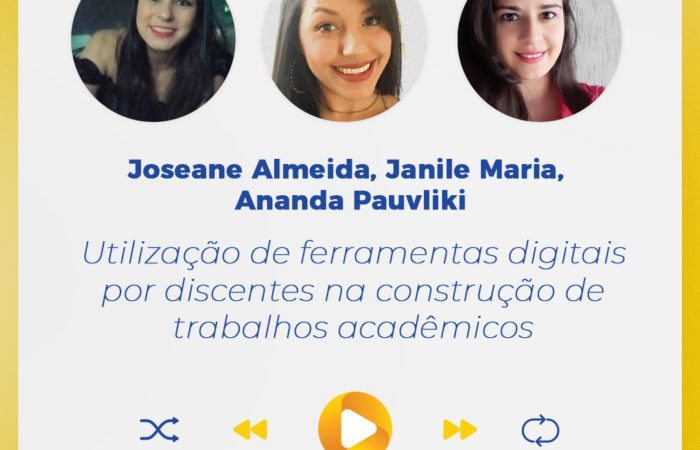 Joseane Almeida, Janile Maria,
Ananda Pauvliki
Utilização de ferramentas digitais
por discentes na construção de
trabalhos acadêmicos